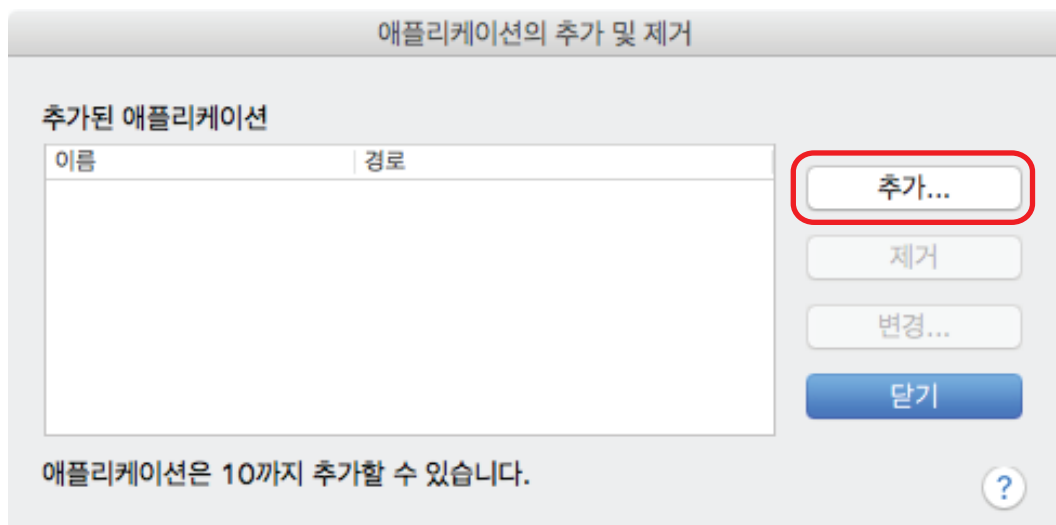 애플리케이션의 추가 및 제거
추가된 애플리케이션
이름 경로
추가...
제거
변경...
닫기
애플리케이션은 10까지 추가할 수 있습니다.
?